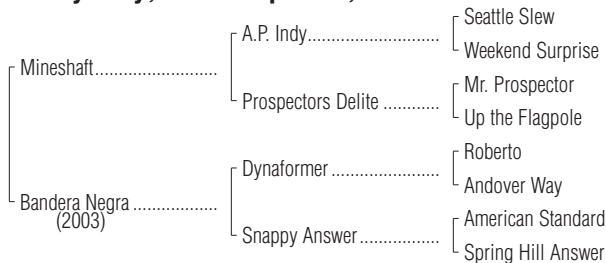 A.P. Indy
Seattle Slew
Weekend Surprise
Mineshaft
Prospectors Delite
Mr. Prospector
Up the Flagpole
Bandera Negra
(2003)
Dynaformer
Roberto
Andover Way
Snappy Answer
American Standard
Spring Hill Answer